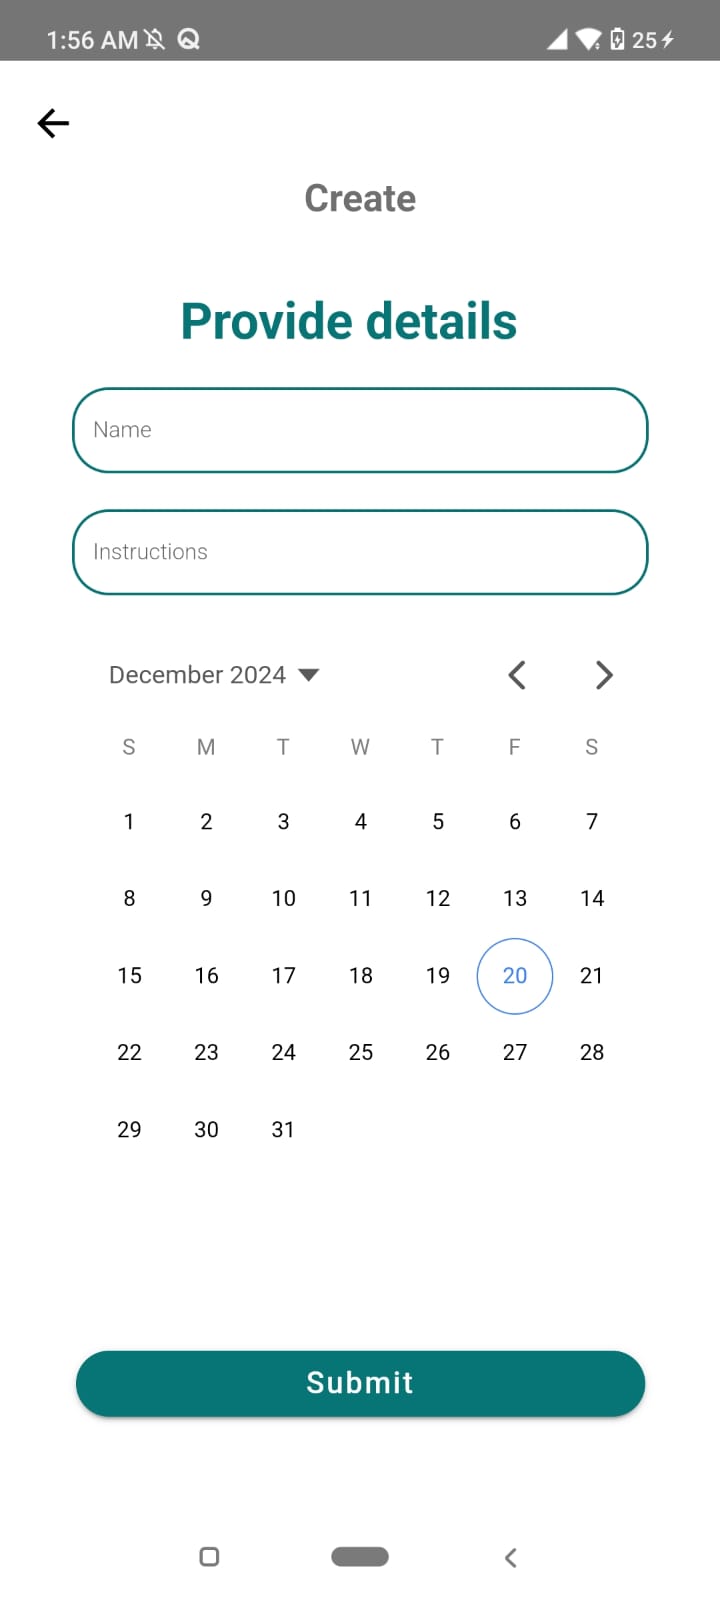 1:56 AM 25
Create
Provide details
Name
Instructions
December 2024
S M T W T F S
1 2 3 4 5 6 7
8 9 10 11 12 13 14
15 16 17 18 19 20 21
22 23 24 25 26 27 28
29 30 31
Submit